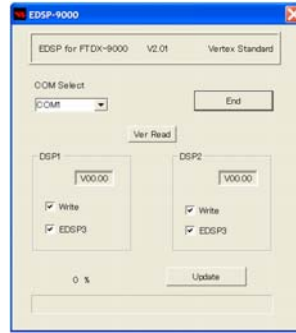 EDSP-9000
EDSP for FTDX-9000 V2.01 Vertex Standard
COM Select
COM1
End
Ver Read
DSP1 DSP2
V00.00 V00.00
Write Write
EDSP3 EDSP3
0 % Update